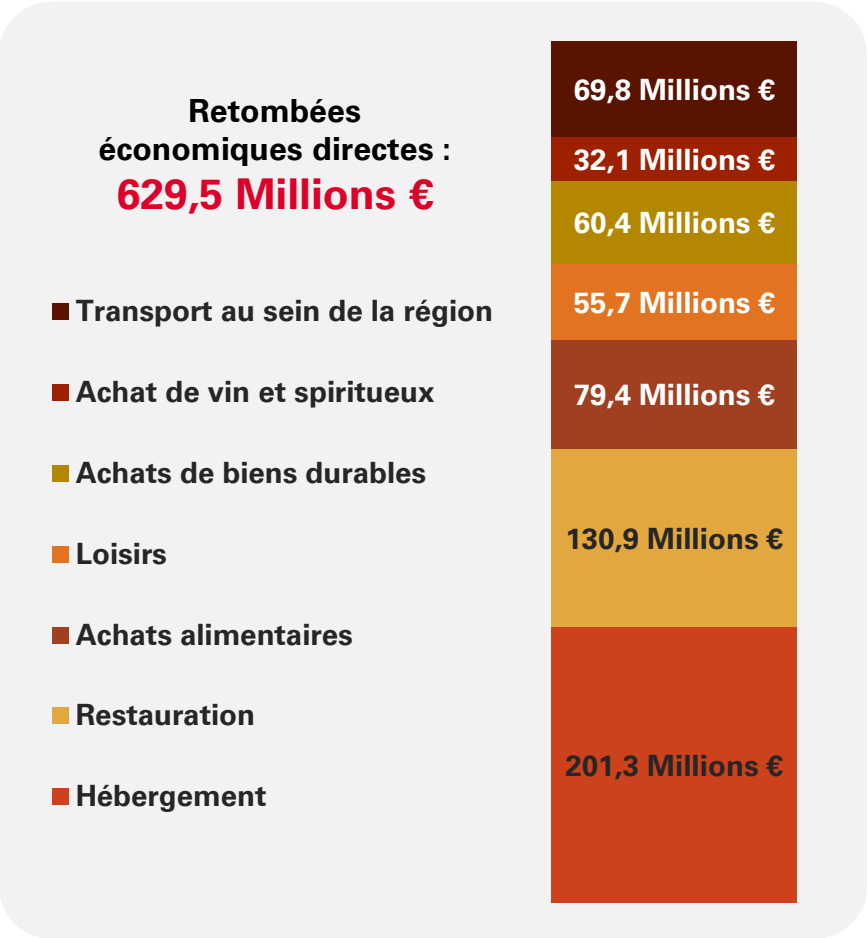 Retombées
économiques directes :
629,5 Millions €
Transport au sein de la région
Achat de vin et spiritueux
Achats de biens durables
Loisirs
Achats alimentaires
Restauration
Hébergement
69,8 Millions €
32,1 Millions €
60,4 Millions €
55,7 Millions €
79,4 Millions €
130,9 Millions €
201,3 Millions €